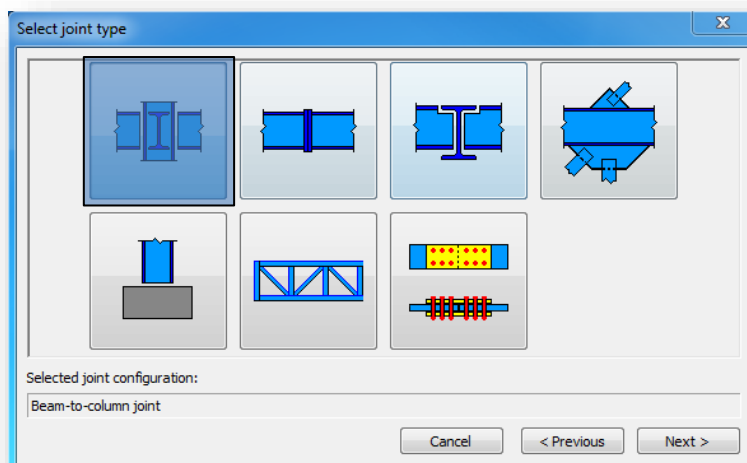 Select joint type
Selected joint configuration:
Beam-to-column joint
Cancel
< Previous
Next >